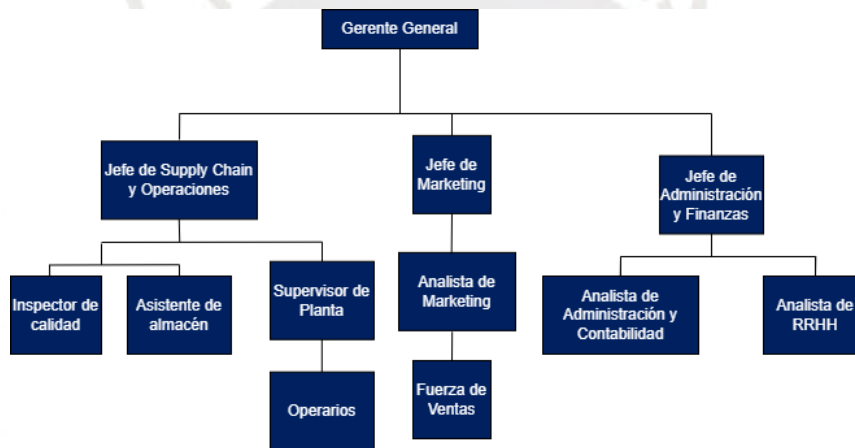 Gerente General
Jefe de Supply Chain
y Operaciones
Jefe de
Marketing
Jefe de
Administración
y Finanzas
Inspector de
calidad
Asistente de
almacén
Supervisor de
Planta
Analista de
Marketing
Analista de
Administración y
Contabilidad
Analista de
RRHH
Operarios
Fuerza de
Ventas